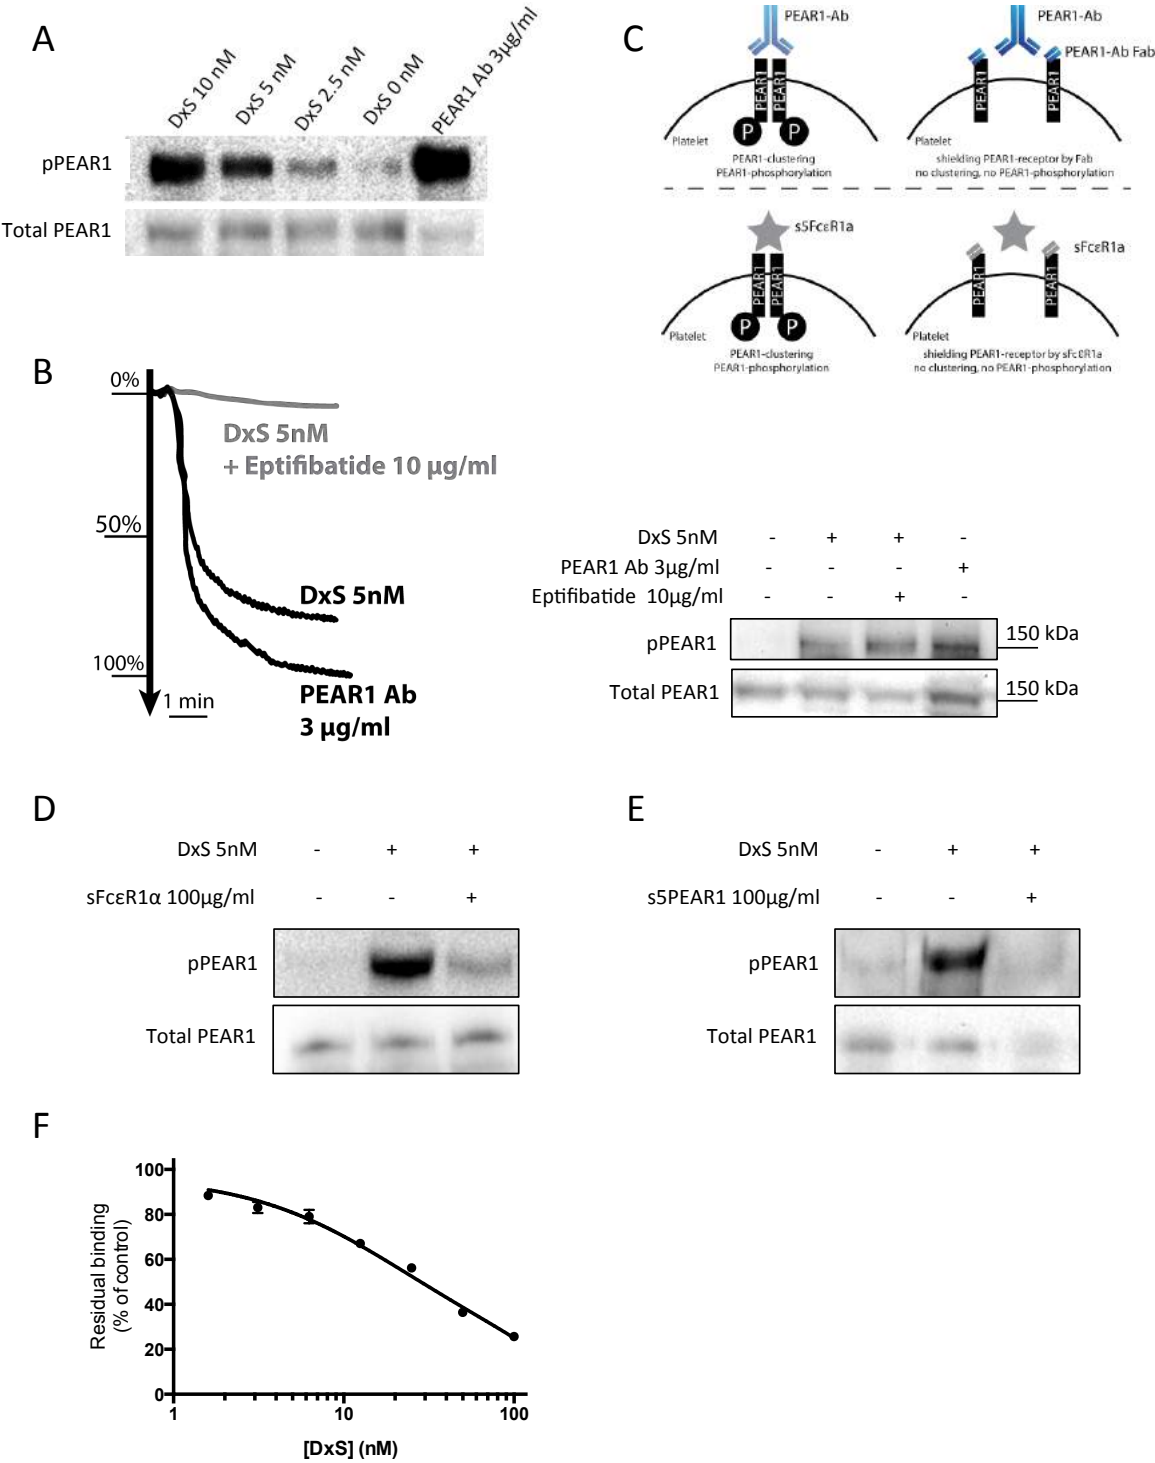 A
DxS 10 nM
DxS 5 nM
DxS 2.5 nM
DxS 0 nM
PEAR1 Ab 3μg/ml
pPEAR1
Total PEAR1
C
PEAR1-Ab
PEAR1
PEAR1
P
P
Platelet
PEAR1-clustering
PEAR1-phosphorylation
PEAR1-Ab
PEAR1-Ab Fab
PEAR1
PEAR1
Platelet
shielding PEAR1-receptor by Fab
no clustering, no PEAR1-phosphorylation
s5FcεR1a
PEAR1
PEAR1
P
P
Platelet
PEAR1-clustering
PEAR1-phosphorylation
sFcεR1a
PEAR1
PEAR1
Platelet
shielding PEAR1-receptor by sFcεR1a
no clustering, no PEAR1-phosphorylation
B
0%
50%
100%
DxS 5nM
+ Eptifibatide 10 μg/ml
DxS 5nM
PEAR1 Ab
3 μg/ml
1 min
DxS 5nM - + + -
PEAR1 Ab 3μg/ml - - - +
Eptifibatide 10μg/ml - - + -
pPEAR1
150 kDa
Total PEAR1
150 kDa
D
DxS 5nM - + +
sFcεR1α 100μg/ml - - +
pPEAR1
Total PEAR1
E
DxS 5nM - + +
s5PEAR1 100μg/ml - - +
pPEAR1
Total PEAR1
F
Residual binding
(% of control)
100
80
60
40
20
0
1 10 100
[DxS] (nM)